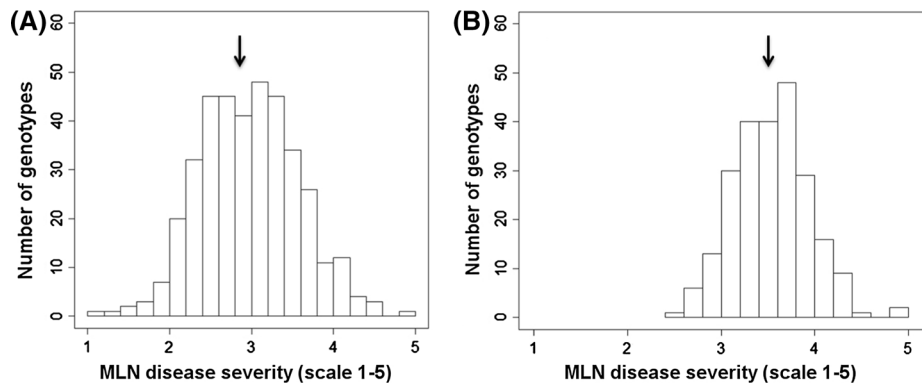 (A)
Number of genotypes
0 10 20 30 40 50 60
1 2 3 4 5
MLN disease severity (scale 1-5)
(B)
Number of genotypes
0 10 20 30 40 50 60
1 2 3 4 5
MLN disease severity (scale 1-5)